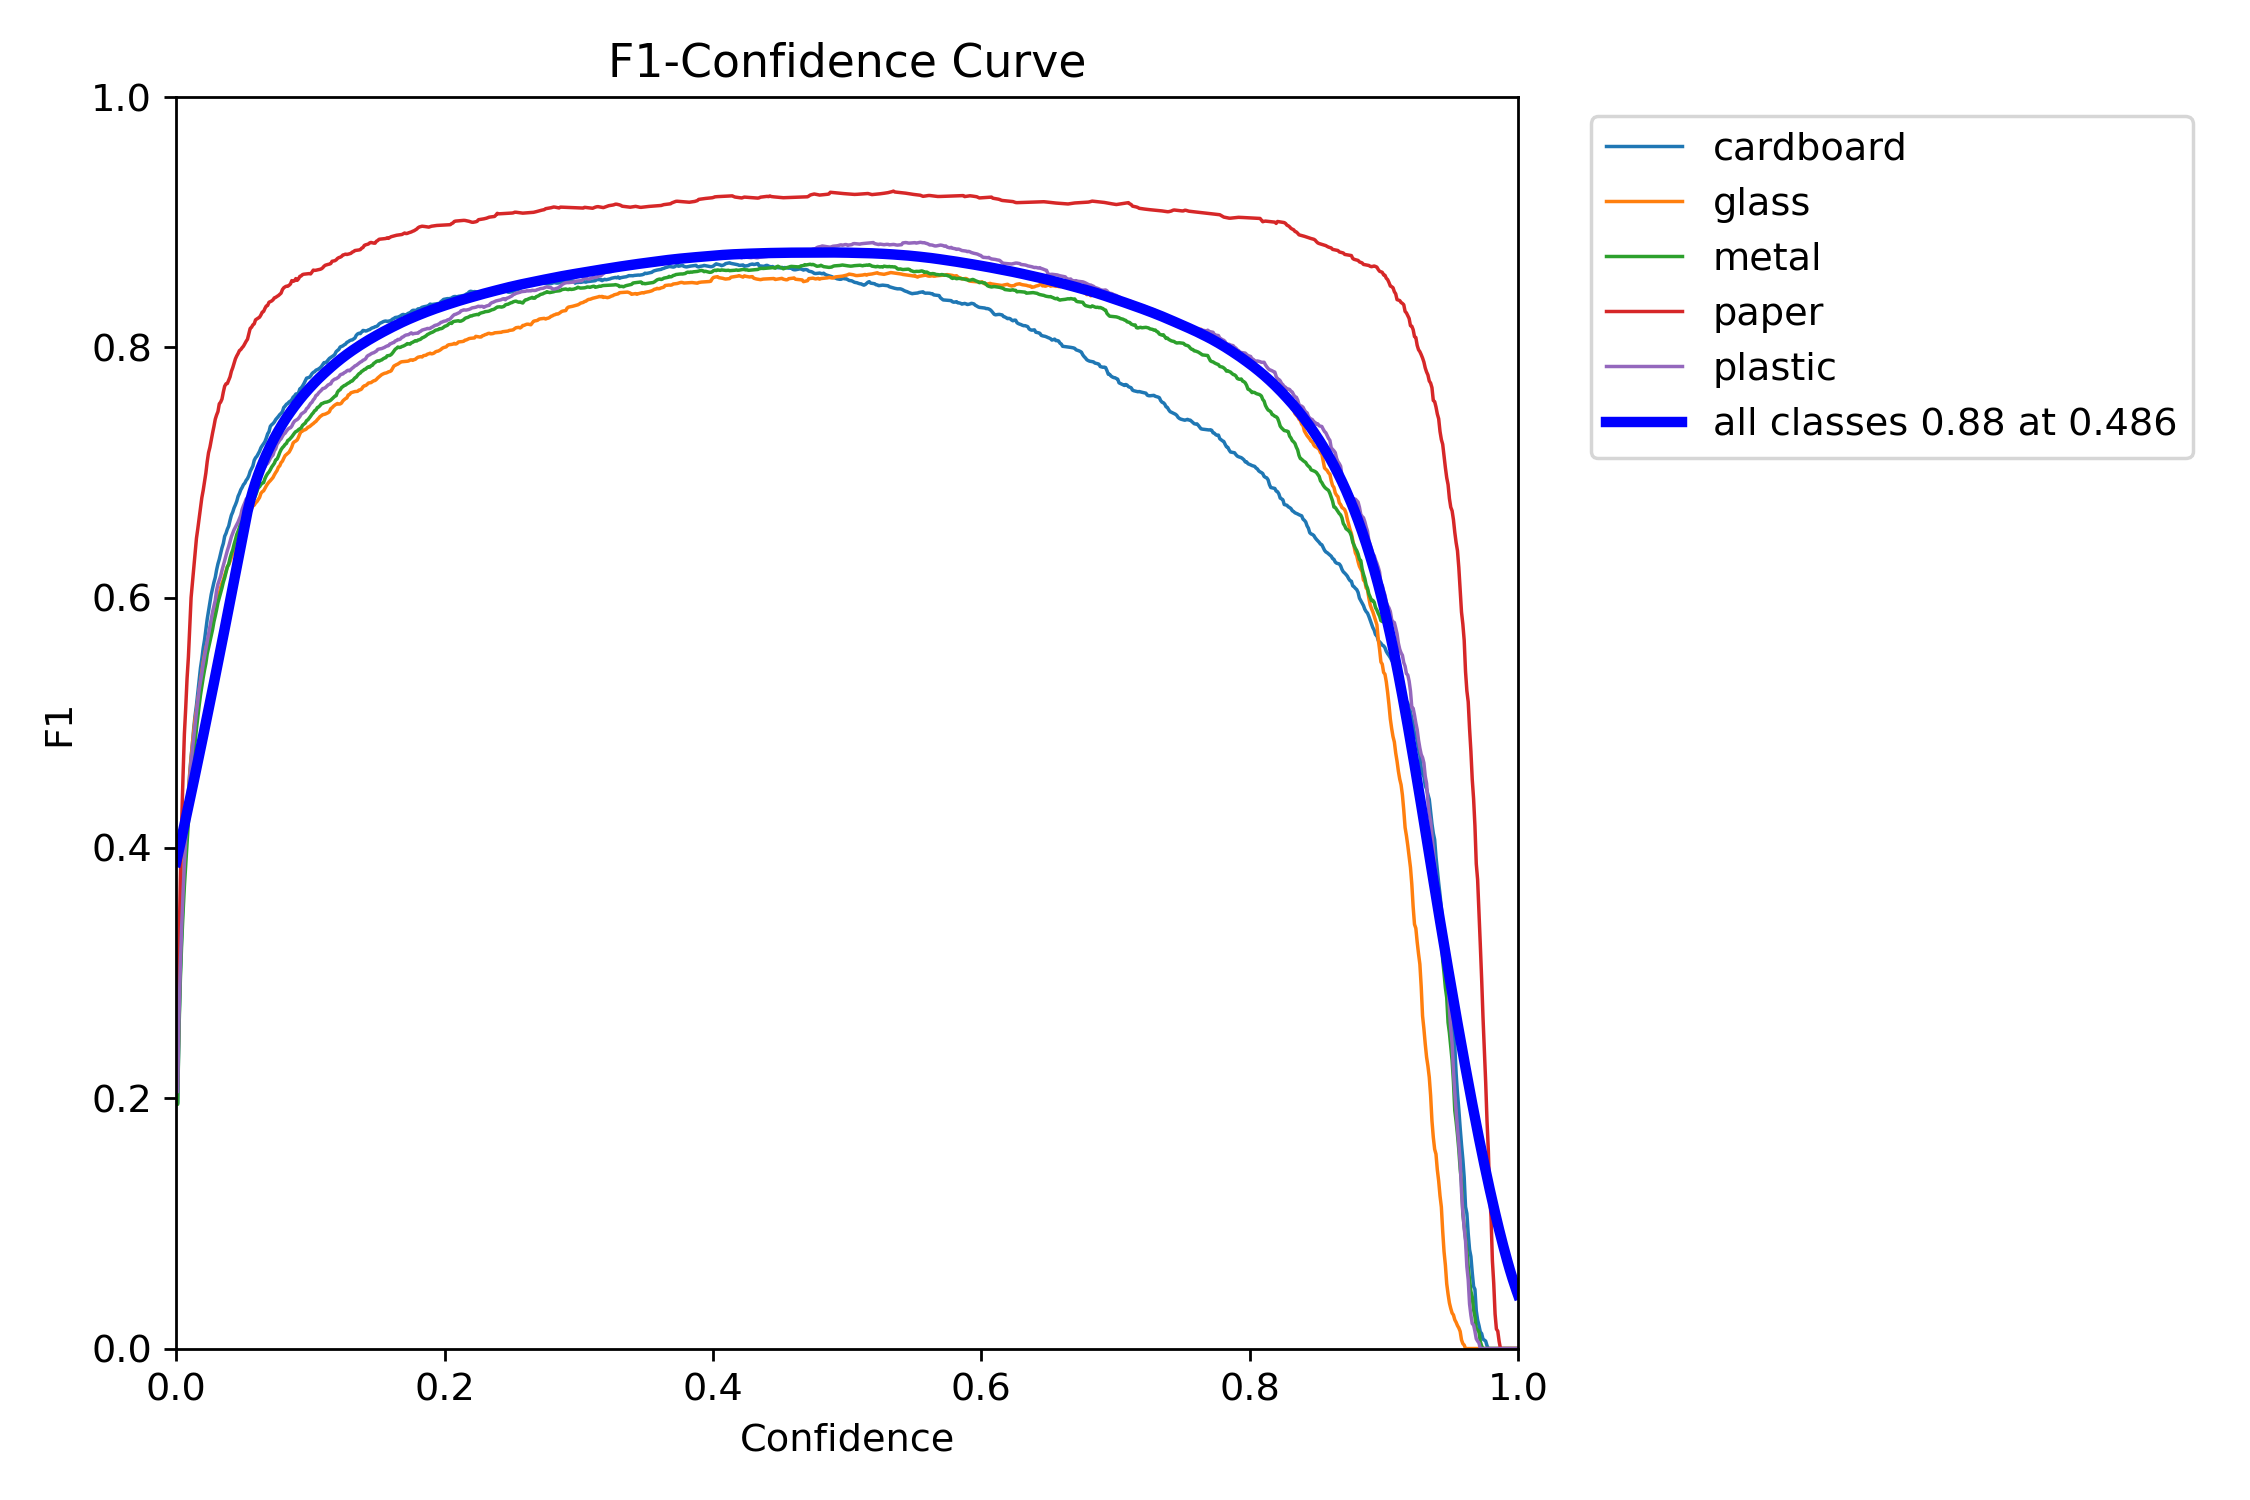 F1-Confidence Curve
1.0
0.8
0.6
0.4
0.2
0.0
F1
0.0 0.2 0.4 0.6 0.8 1.0
Confidence
cardboard
glass
metal
paper
plastic
all classes 0.88 at 0.486